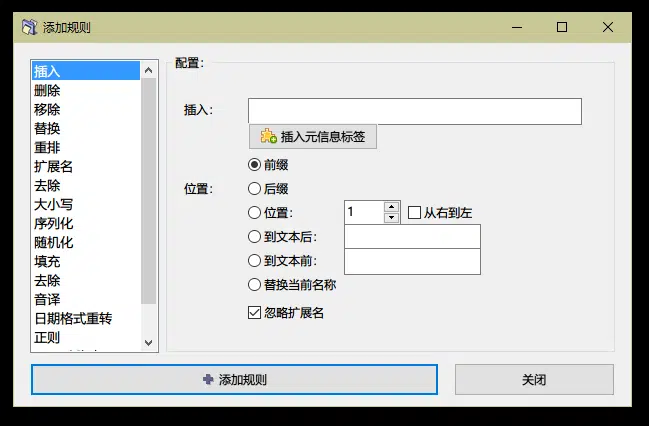 添加规则
配置：
插入
删除
移除
替换
重排
扩展名
去除
大小写
序列化
随机化
填充
去除
音译
日期格式重转
正则
插入：
插入元信息标签
位置：
前缀
后缀
位置： 1 从右到左
到文本后：
到文本前：
替换当前名称
忽略扩展名
添加规则
关闭